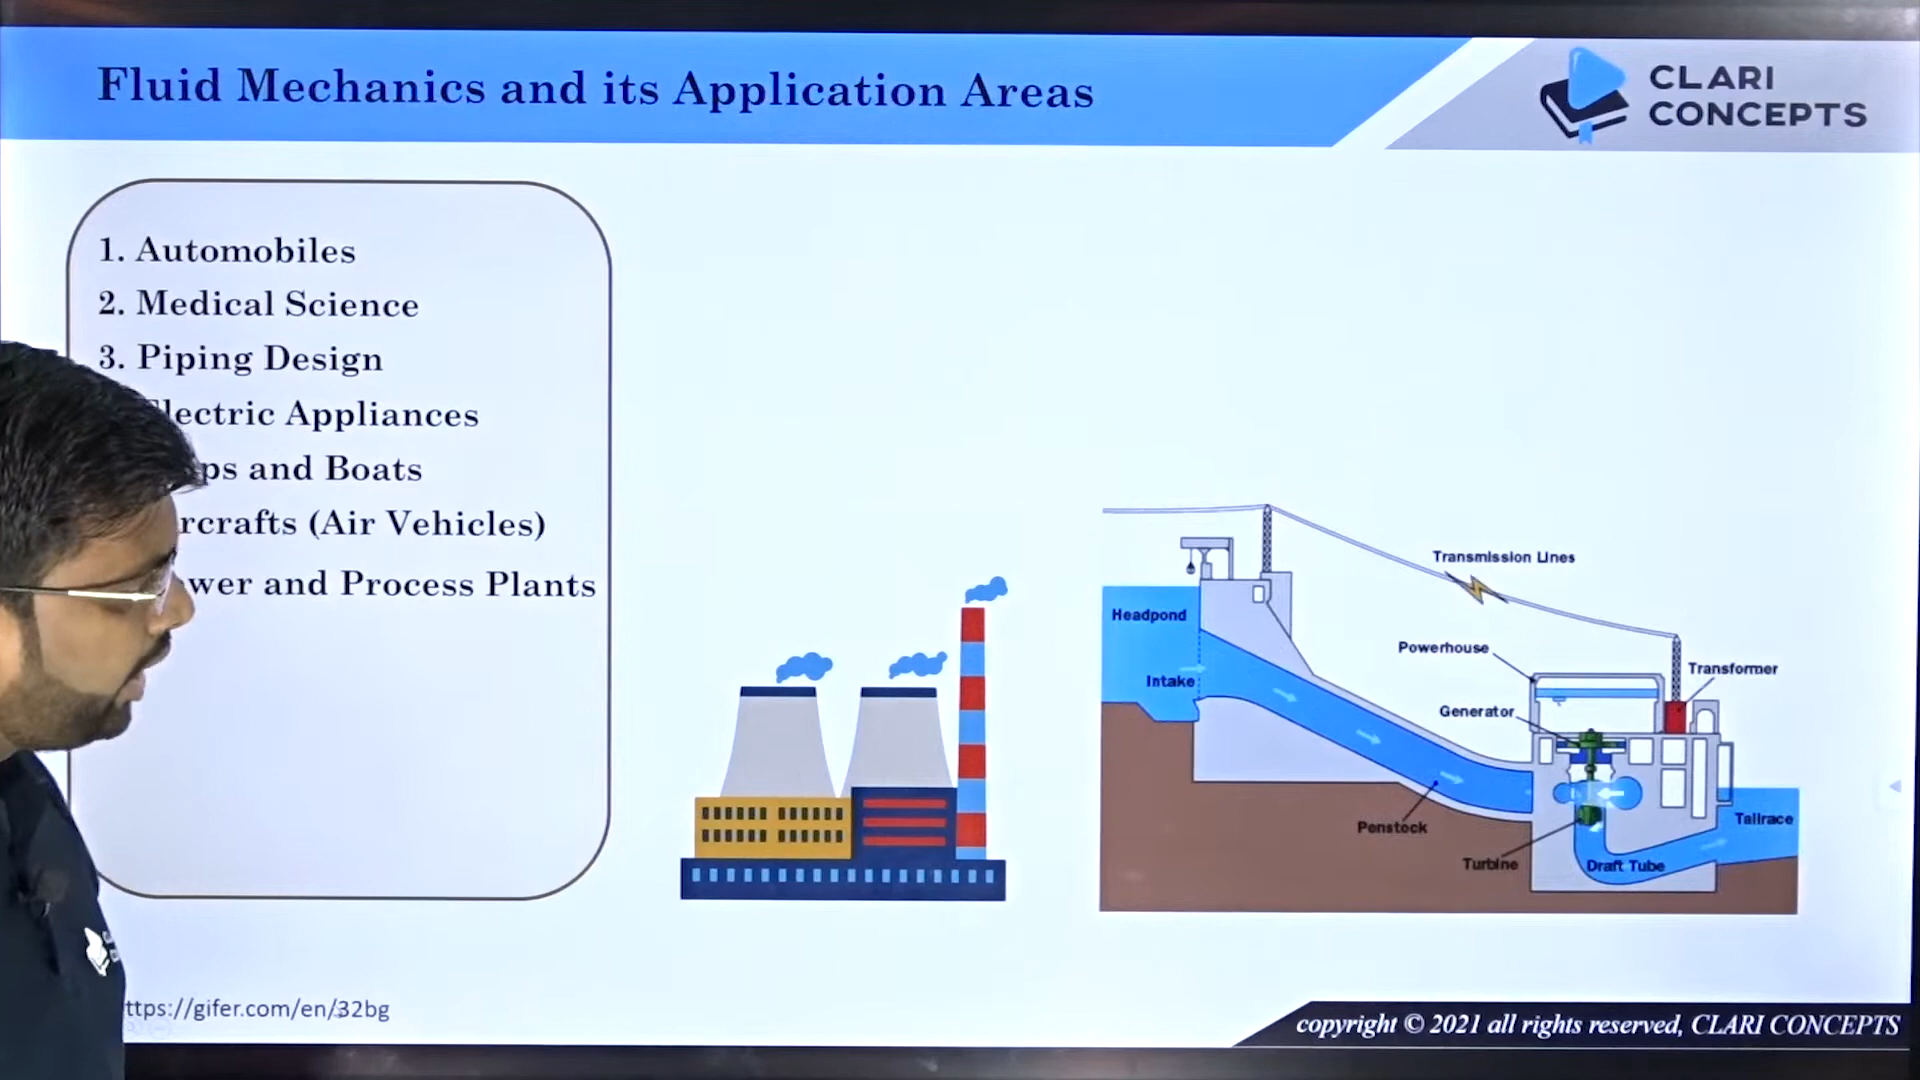 Fluid Mechanics and its Application Areas
CLARI
CONCEPTS
1. Automobiles
2. Medical Science
3. Piping Design
Electric Appliances
ps and Boats
rcrafts (Air Vehicles)
wer and Process Plants
Transmission Lines
Headpond
Powerhouse
Transformer
Intake
Generator
Penstock
Tailrace
Turbine
Draft Tube
ttps://gifer.com/en/32bg
copyright © 2021 all rights reserved, CLARI CONCEPTS